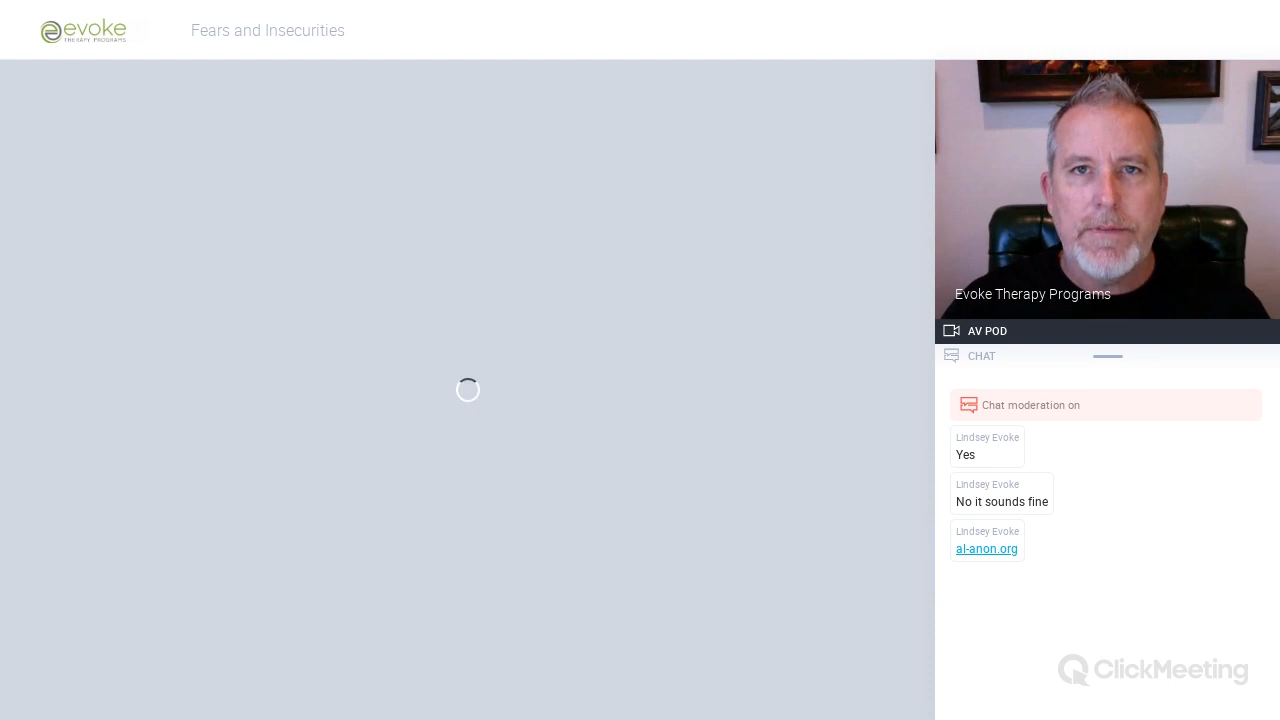 evoke
THERAPY PROGRAMS
Fears and Insecurities
Evoke Therapy Programs
AV POD
CHAT
Chat moderation on
Lindsey Evoke
Yes
Lindsey Evoke
No it sounds fine
Lindsey Evoke
al-anon.org
ClickMeeting